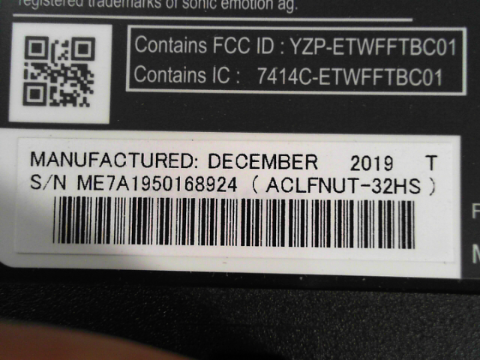 registered trademarks of sonic emotion ag.
Contains FCC ID : YZP-ETWFFTBC01
Contains IC : 7414C-ETWFFTBC01
MANUFACTURED: DECEMBER 2019 T
S/N ME7A1950168924 ( ACLFNUT-32HS )